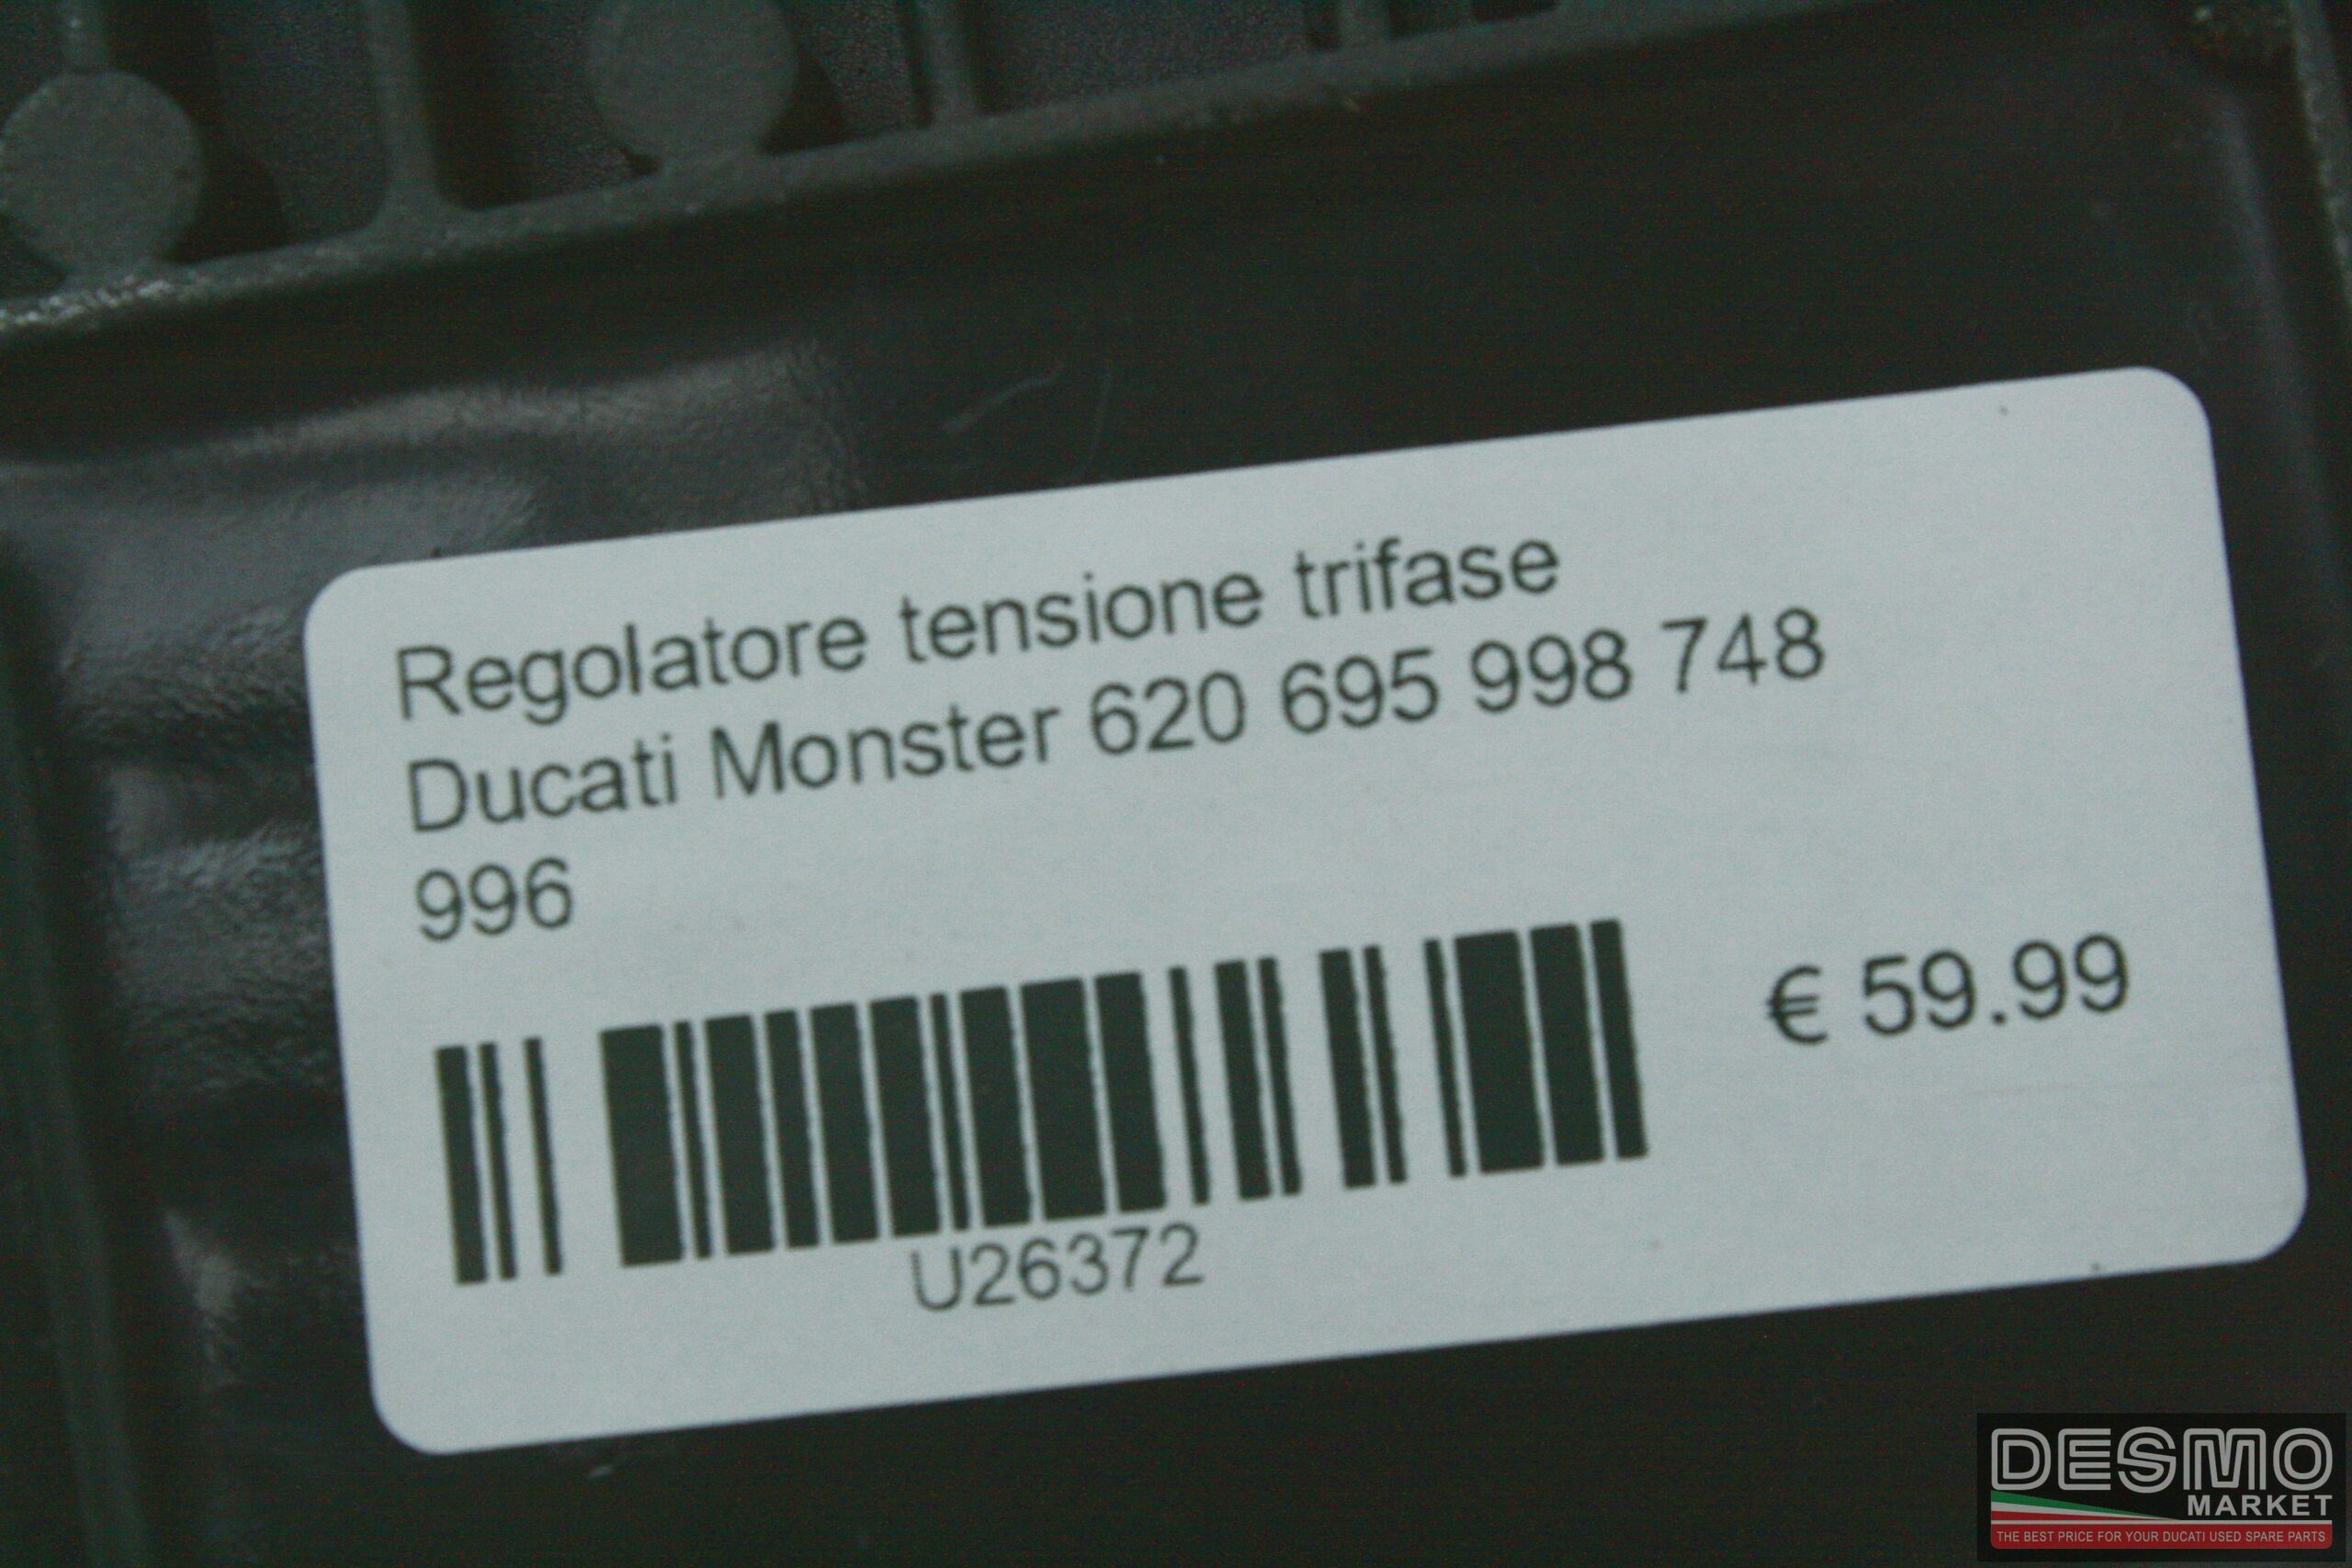 Regolatore tensione trifase
Ducati Monster 620 695 998 748
996
€ 59.99
U26372
DESMO
MARKET
THE BEST PRICE FOR YOUR DUCATI USED SPARE PARTS